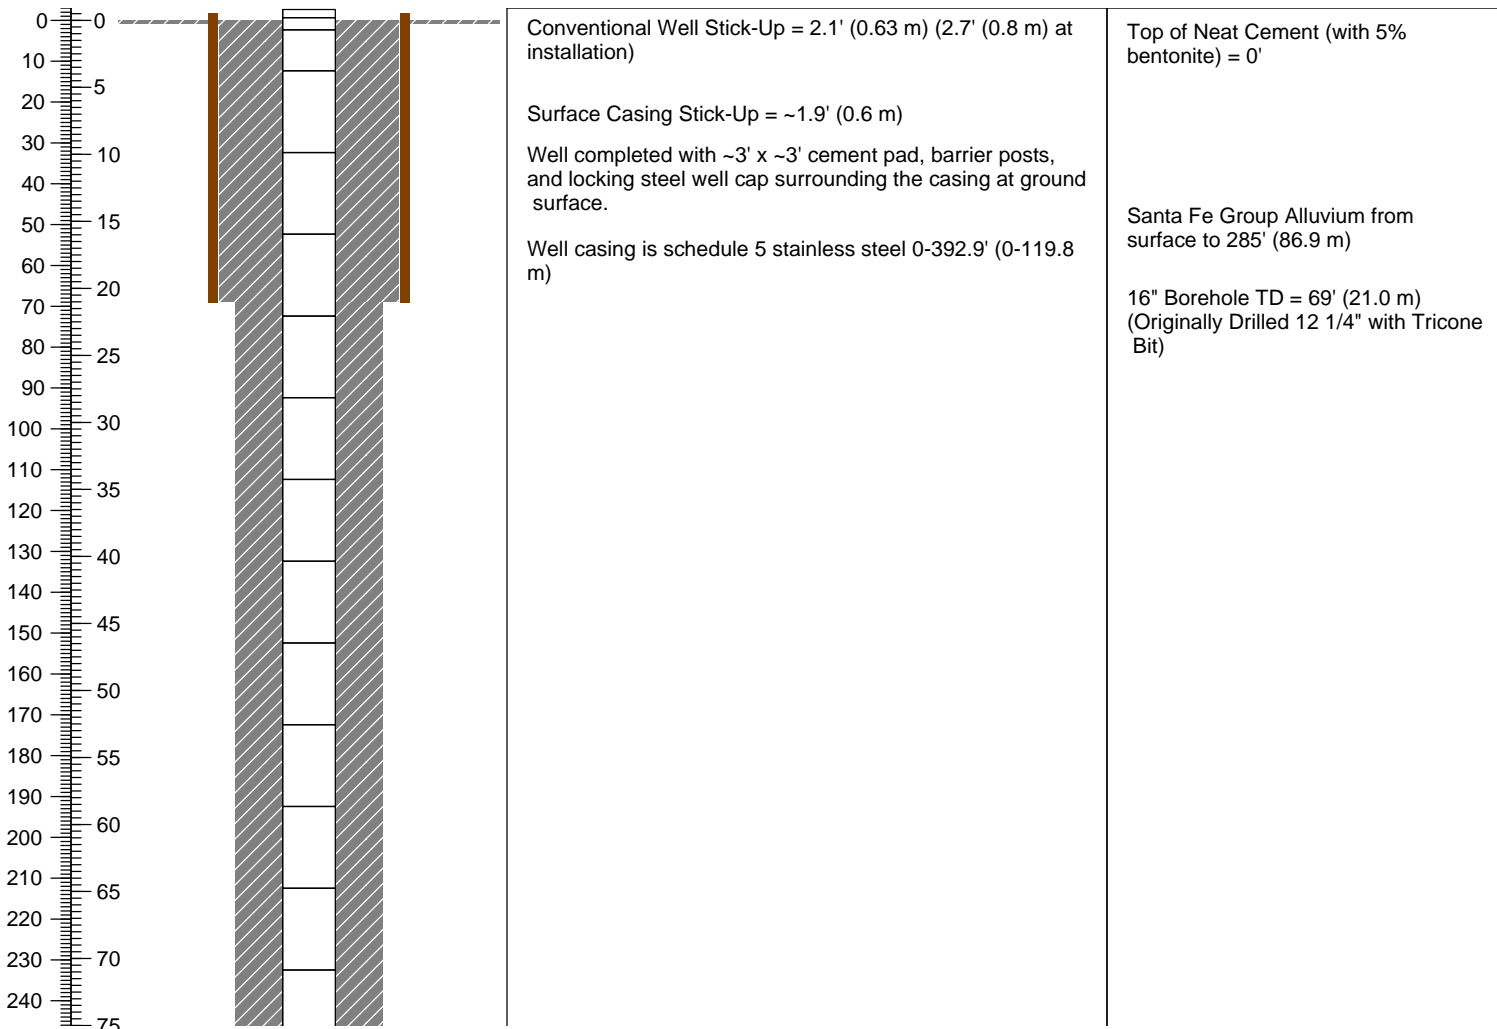 0
10
20
30
40
50
60
70
80
90
100
110
120
130
140
150
160
170
180
190
200
210
220
230
240
0
5
10
15
20
25
30
35
40
45
50
55
60
65
70
75
Conventional Well Stick-Up = 2.1' (0.63 m) (2.7' (0.8 m) at
installation)
Surface Casing Stick-Up = ~1.9' (0.6 m)
Well completed with ~3' x ~3' cement pad, barrier posts,
and locking steel well cap surrounding the casing at ground
surface.
Well casing is schedule 5 stainless steel 0-392.9' (0-119.8
m)
Top of Neat Cement (with 5%
bentonite) = 0'
Santa Fe Group Alluvium from
surface to 285' (86.9 m)
16" Borehole TD = 69' (21.0 m)
(Originally Drilled 12 1/4" with Tricone
Bit)